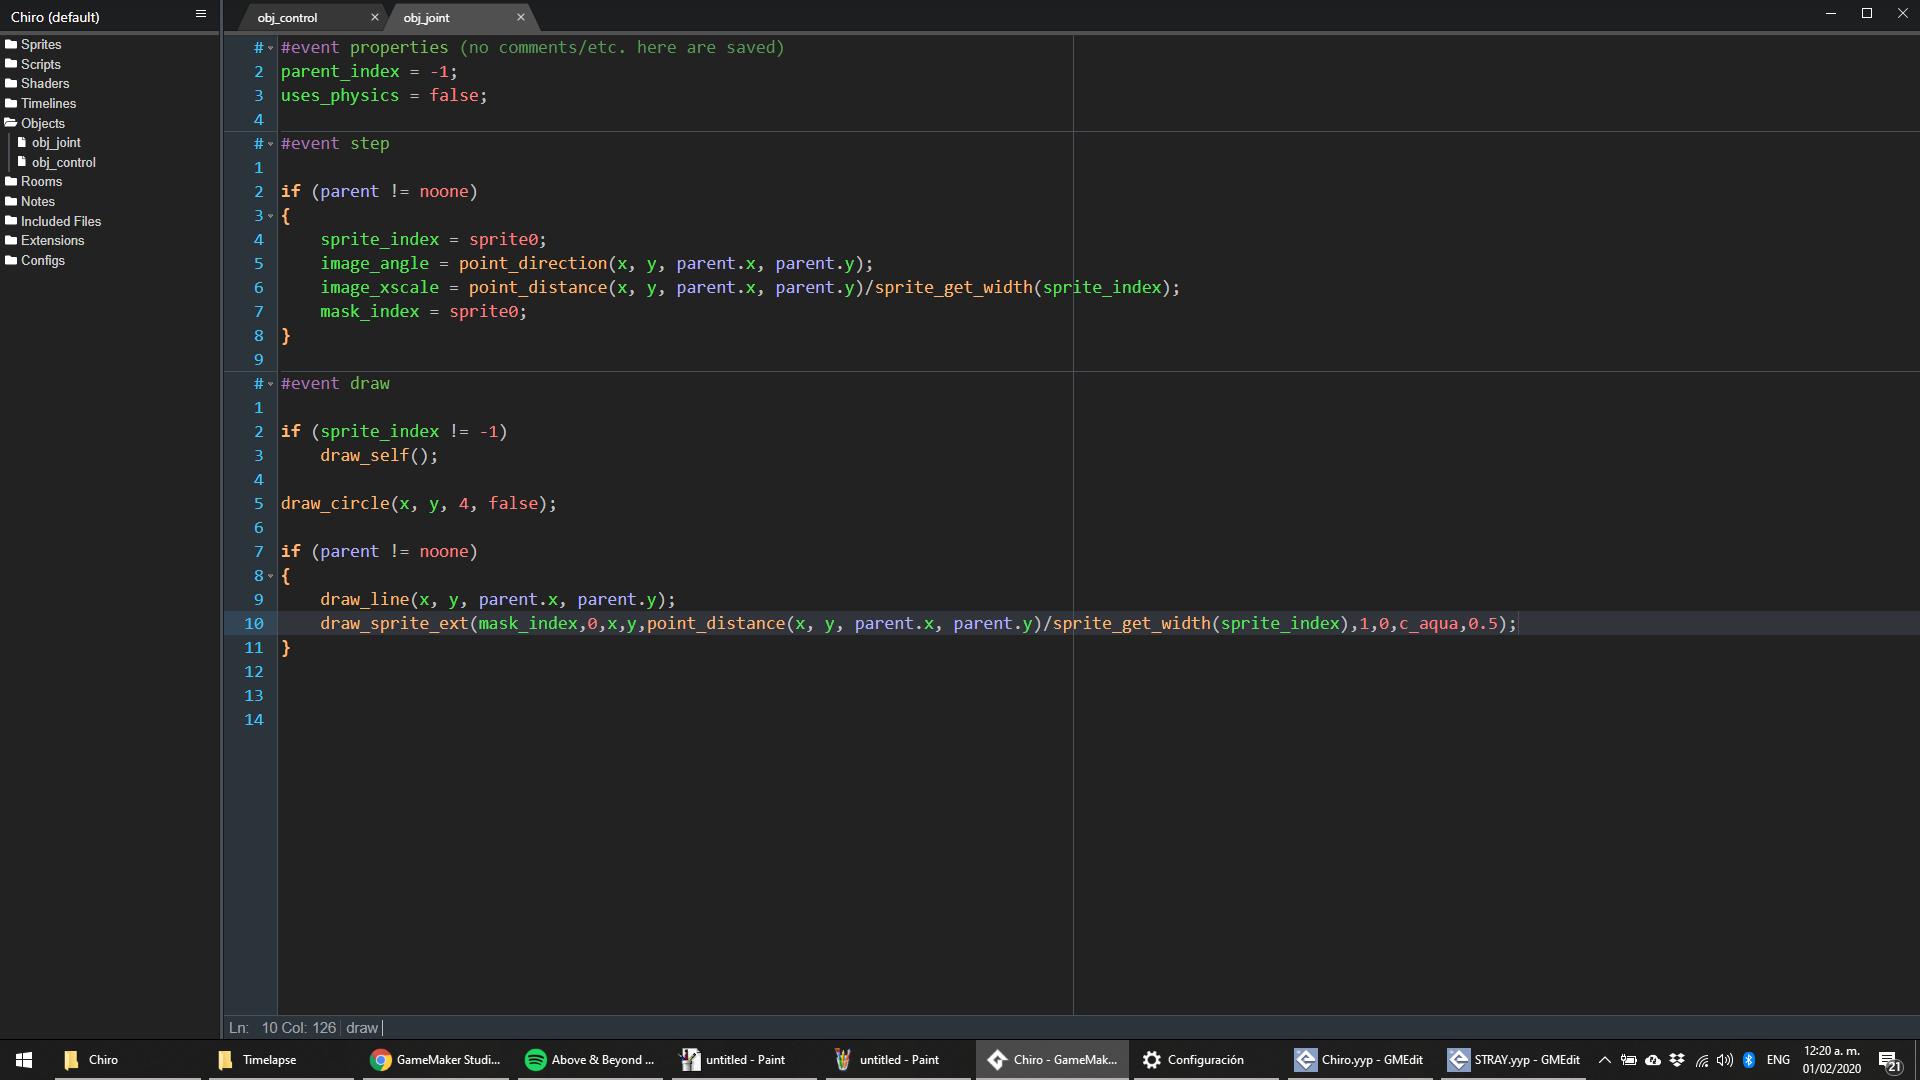 Chiro (default)
obj_control
obj_joint
Sprites
Scripts
Shaders
Timelines
Objects
obj_joint
obj_control
Rooms
Notes
Included Files
Extensions
Configs
# #event properties (no comments/etc. here are saved)
2 parent_index = -1;
3 uses_physics = false;
4
# #event step
1
2 if (parent != noone)
3 {
4 sprite_index = sprite0;
5 image_angle = point_direction(x, y, parent.x, parent.y);
6 image_xscale = point_distance(x, y, parent.x, parent.y)/sprite_get_width(sprite_index);
7 mask_index = sprite0;
8 }
9
# #event draw
1
2 if (sprite_index != -1)
3 draw_self();
4
5 draw_circle(x, y, 4, false);
6
7 if (parent != noone)
8 {
9 draw_line(x, y, parent.x, parent.y);
10 draw_sprite_ext(mask_index,0,x,y,point_distance(x, y, parent.x, parent.y)/sprite_get_width(sprite_index),1,0,c_aqua,0.5);
11 }
12
13
14
Ln: 10 Col: 126 draw
Chiro
Timelapse
GameMaker Studi...
Above & Beyond ...
untitled - Paint
untitled - Paint
Chiro - GameMak...
Configuración
Chiro.yyp - GMEdit
STRAY.yyp - GMEdit
ENG
12:20 a. m.
01/02/2020
21